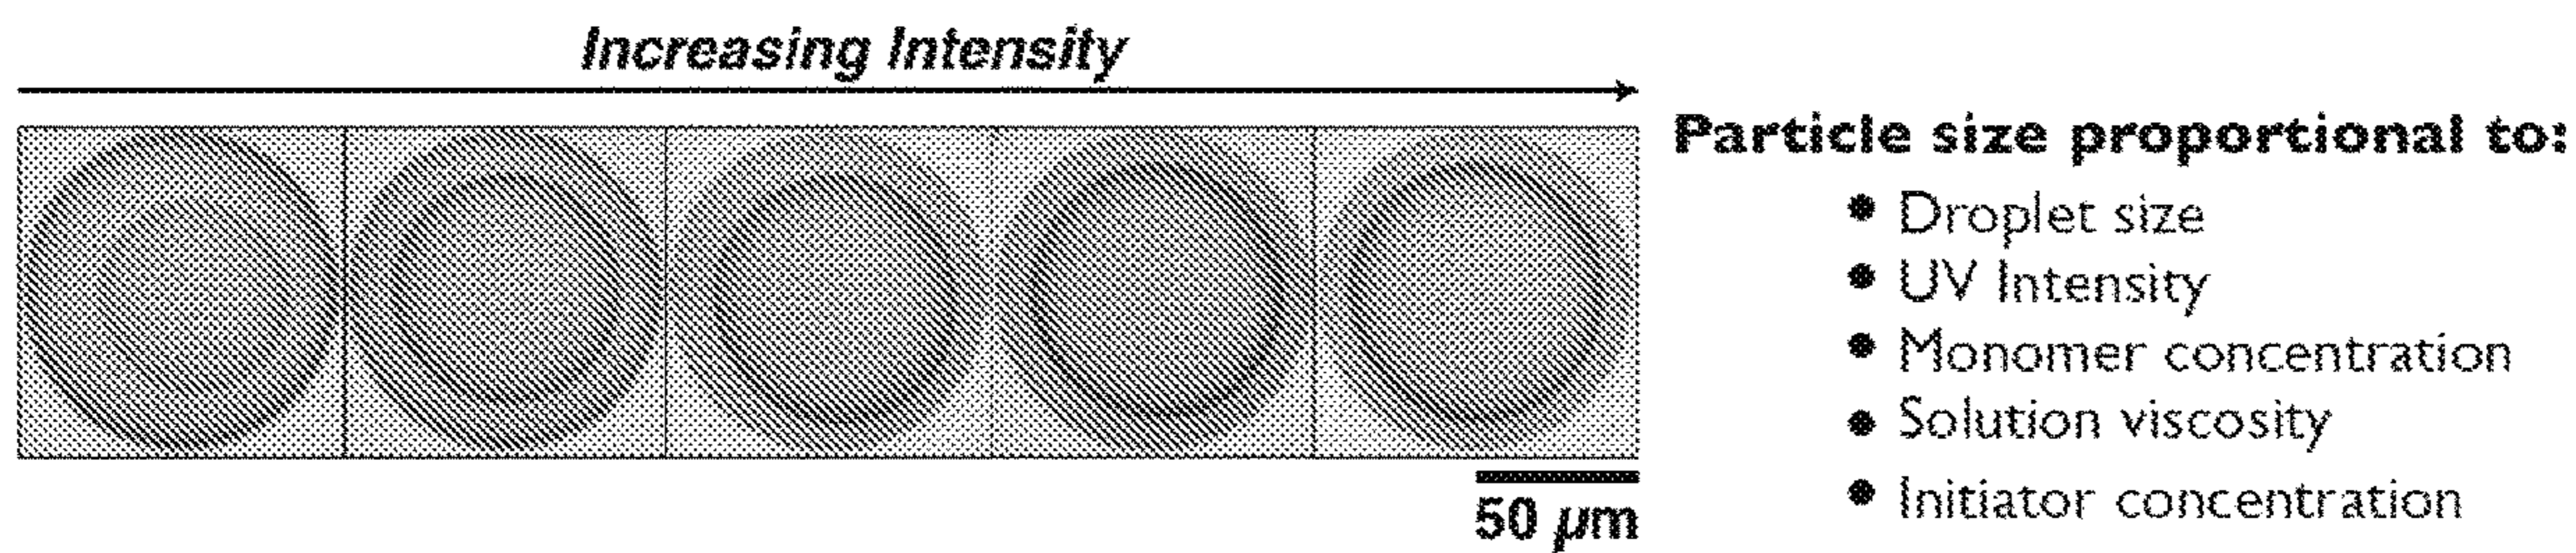 Increasing Intensity
Particle size proportional to:
• Droplet size
• UV Intensity
• Monomer concentration
• Solution viscosity
• Initiator concentration
50 µm